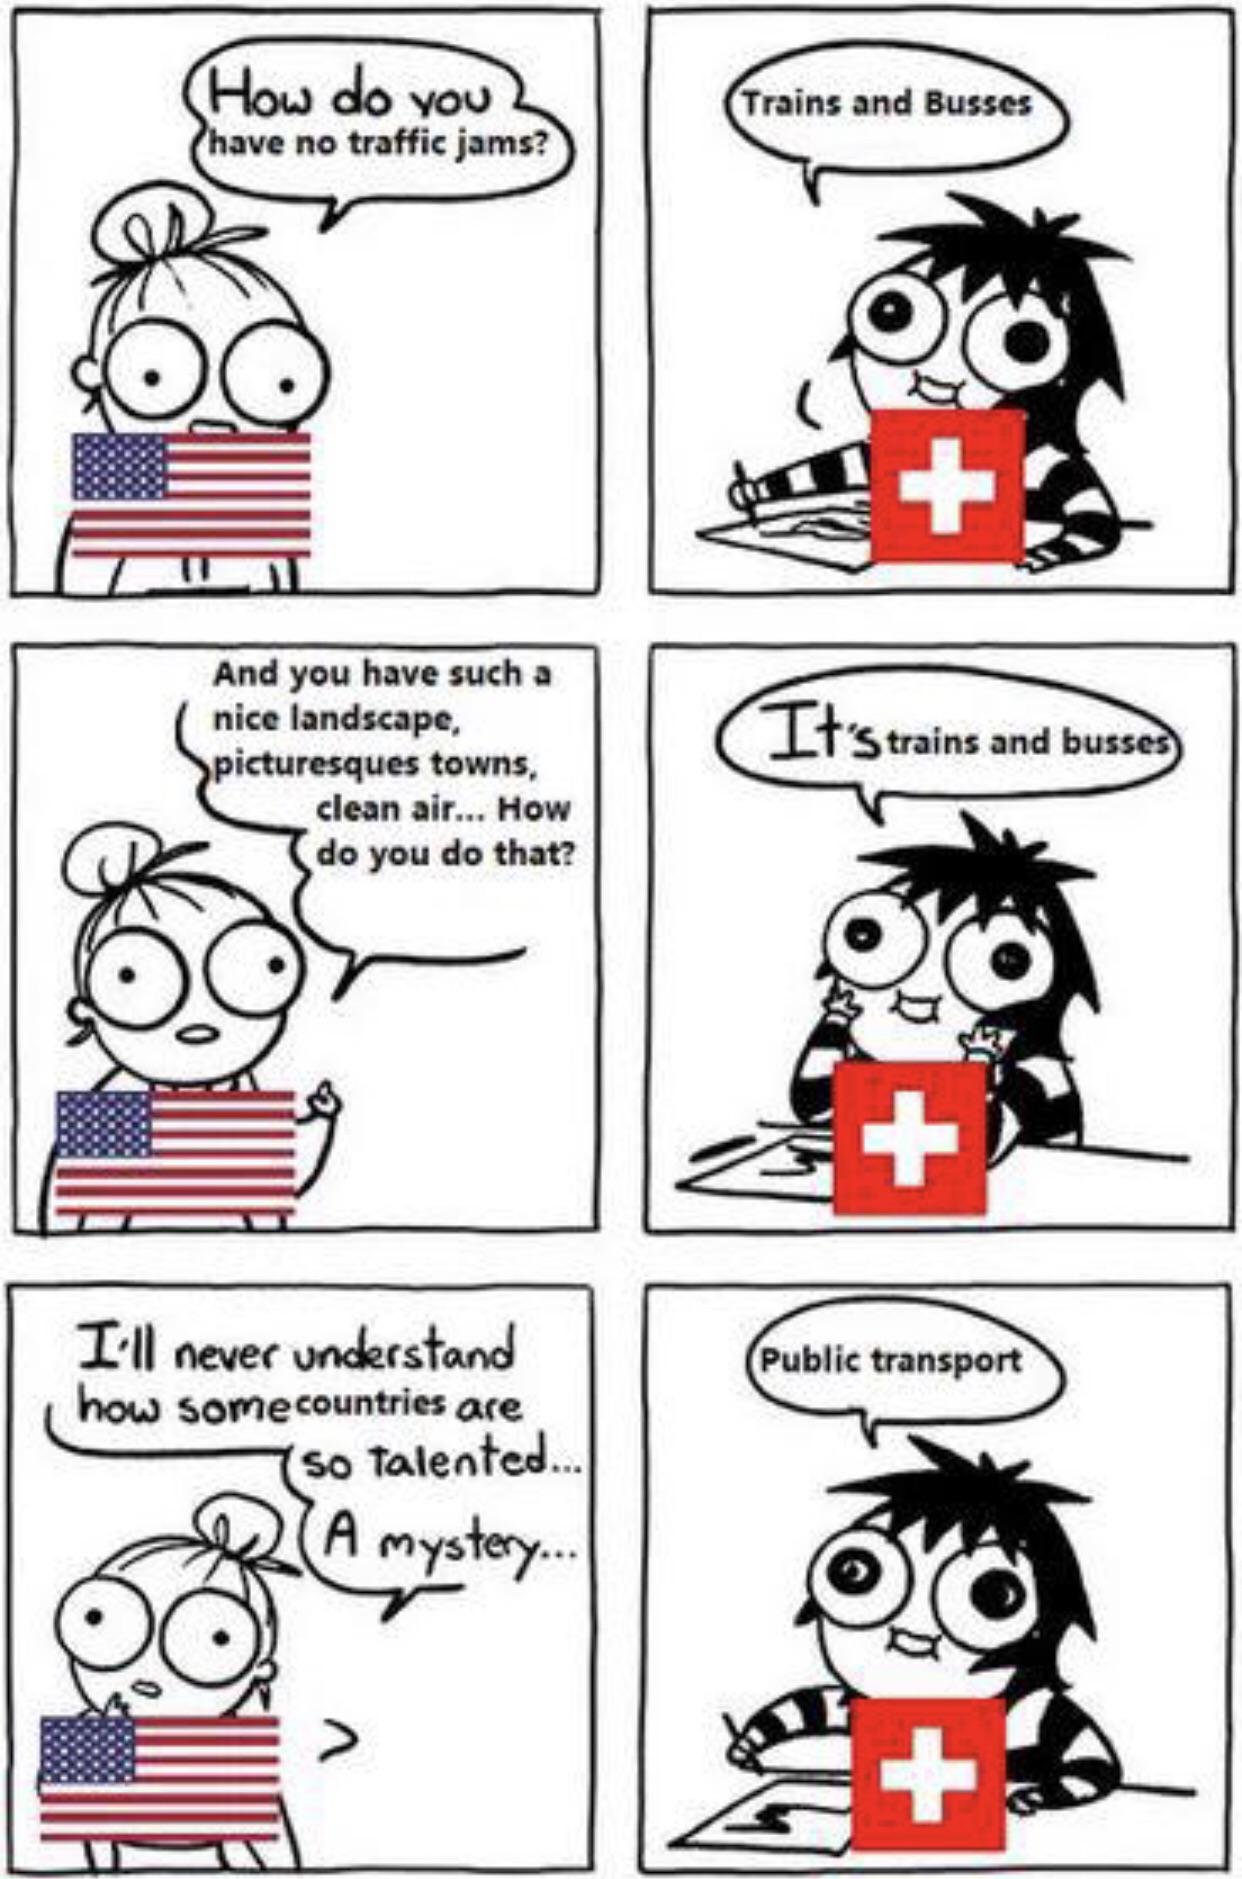 How do you
have no traffic jams?
Trains and Busses
And you have such a
nice landscape,
picturesques towns,
clean air... How
do you do that?
It's trains and busses
I'll never understand
how some countries are
so talented...
A mystery...
Public transport